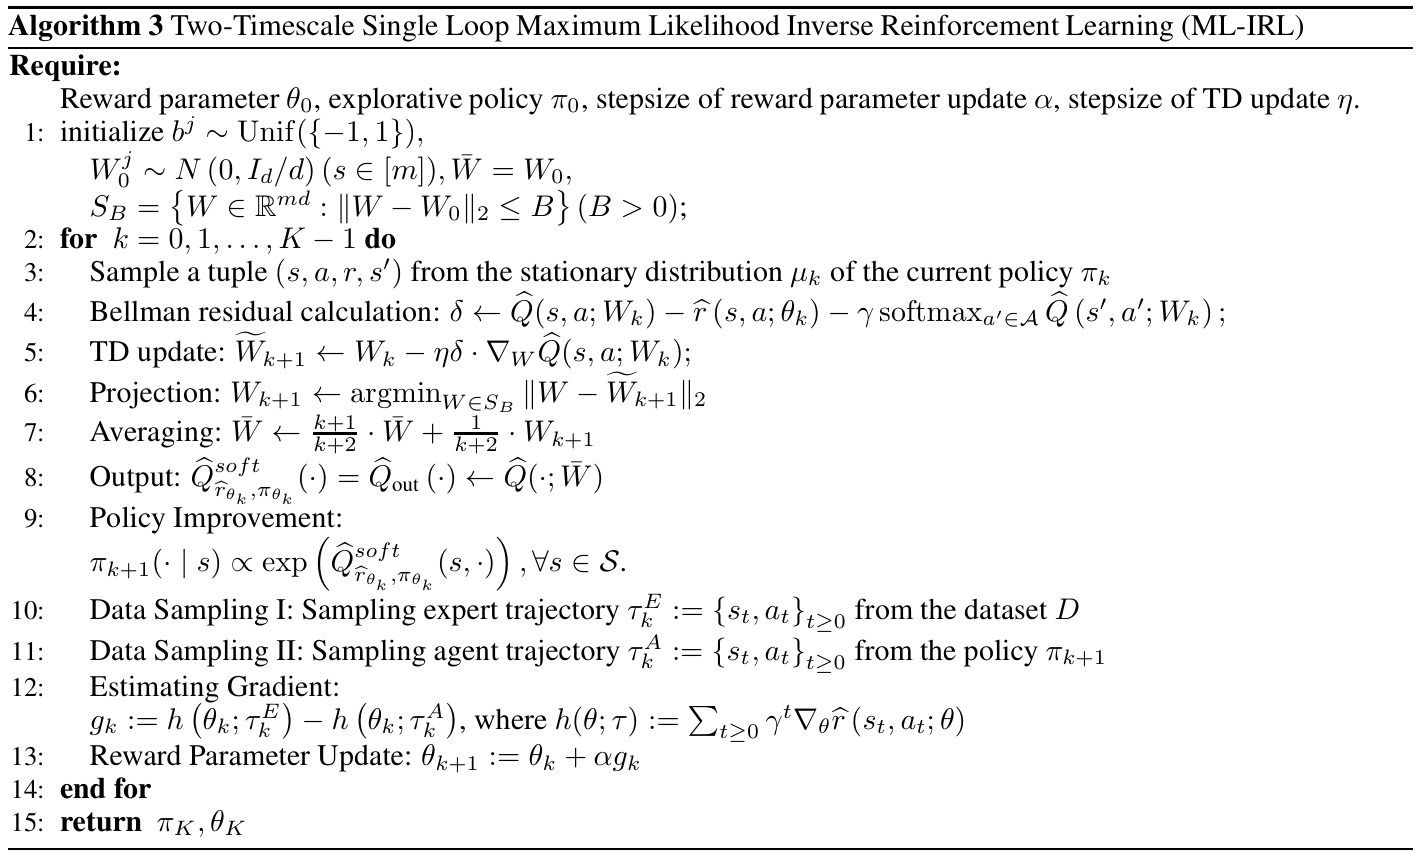 Algorithm 3 Two-Timescale Single Loop Maximum Likelihood Inverse Reinforcement Learning (ML-IRL)
Require:
Reward parameter θ_0, explorative policy π_0, stepsize of reward parameter update α, stepsize of TD update η.
1: initialize b^j ∼ Unif({−1, 1}),
W_0^j ∼ N (0, I_d/d) (s ∈ [m]), W̄ = W_0,
S_B = {W ∈ ℝ^{md} : ‖W − W_0‖_2 ≤ B} (B > 0);
2: for k = 0, 1, . . . , K − 1 do
3: Sample a tuple (s, a, r, s′) from the stationary distribution μ_k of the current policy π_k
4: Bellman residual calculation: δ ← Q̂(s, a; W_k) − r̂ (s, a; θ_k) − γ softmax_{a′∈𝒜} Q̂ (s′, a′; W_k) ;
5: TD update: W̃_{k+1} ← W_k − ηδ · ∇_W Q̂(s, a; W_k);
6: Projection: W_{k+1} ← argmin_{W∈S_B} ‖W − W̃_{k+1}‖_2
7: Averaging: W̄ ← \frac{k+1}{k+2} · W̄ + \frac{1}{k+2} · W_{k+1}
8: Output: Q̂^{soft}_{r̂_{θ_k},π_{θ_k}} (·) = Q̂_{out} (·) ← Q̂(·; W̄)
9: Policy Improvement:
π_{k+1}(· | s) ∝ exp (Q̂^{soft}_{r̂_{θ_k},π_{θ_k}} (s, ·)) , ∀s ∈ 𝒮.
10: Data Sampling I: Sampling expert trajectory τ_k^E := {s_t, a_t}_{t≥0} from the dataset D
11: Data Sampling II: Sampling agent trajectory τ_k^A := {s_t, a_t}_{t≥0} from the policy π_{k+1}
12: Estimating Gradient:
g_k := h (θ_k; τ_k^E) − h (θ_k; τ_k^A), where h(θ; τ) := ∑_{t≥0} γ^t ∇_θ r̂ (s_t, a_t; θ)
13: Reward Parameter Update: θ_{k+1} := θ_k + αg_k
14: end for
15: return π_K, θ_K